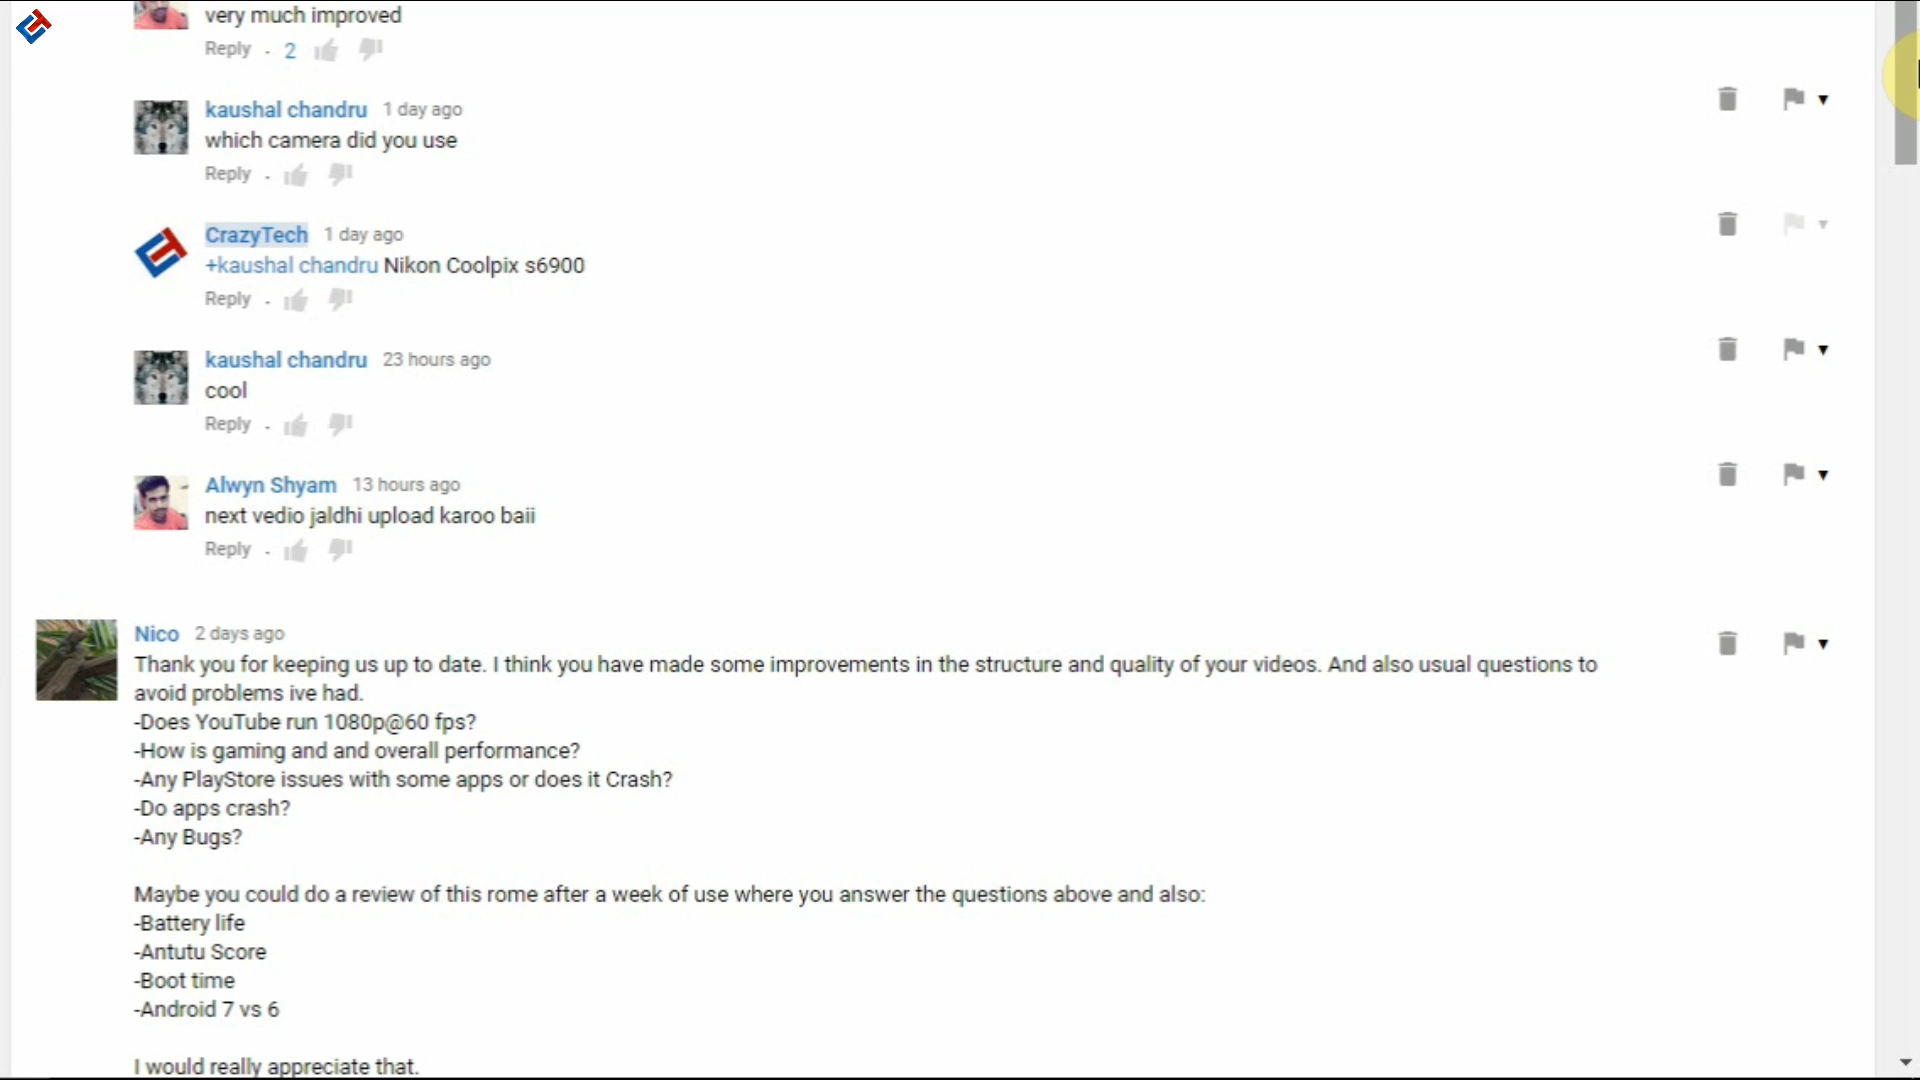 very much improved
Reply . 2
kaushal chandru 1 day ago
which camera did you use
Reply .
CrazyTech 1 day ago
+kaushal chandru Nikon Coolpix s6900
Reply .
kaushal chandru 23 hours ago
cool
Reply .
Alwyn Shyam 13 hours ago
next vedio jaldhi upload karoo baii
Reply .
Nico 2 days ago
Thank you for keeping us up to date. I think you have made some improvements in the structure and quality of your videos. And also usual questions to
avoid problems ive had.
-Does YouTube run 1080p@60 fps?
-How is gaming and and overall performance?
-Any PlayStore issues with some apps or does it Crash?
-Do apps crash?
-Any Bugs?
Maybe you could do a review of this rome after a week of use where you answer the questions above and also:
-Battery life
-Antutu Score
-Boot time
-Android 7 vs 6
I would really appreciate that.